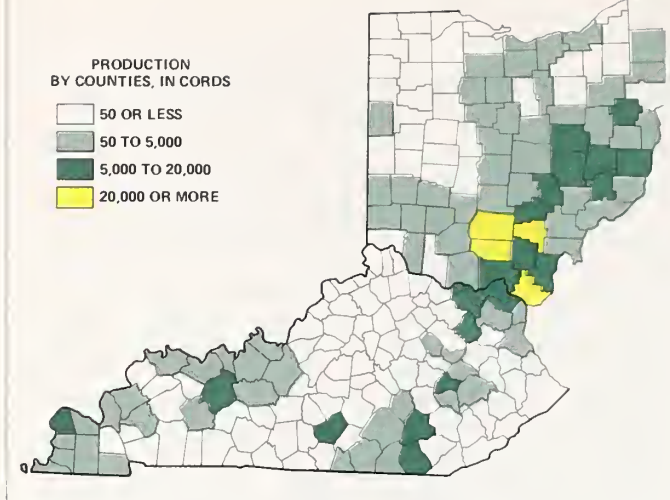 PRODUCTION
BY COUNTIES, IN CORDS
50 OR LESS
50 TO 5,000
5,000 TO 20,000
20,000 OR MORE